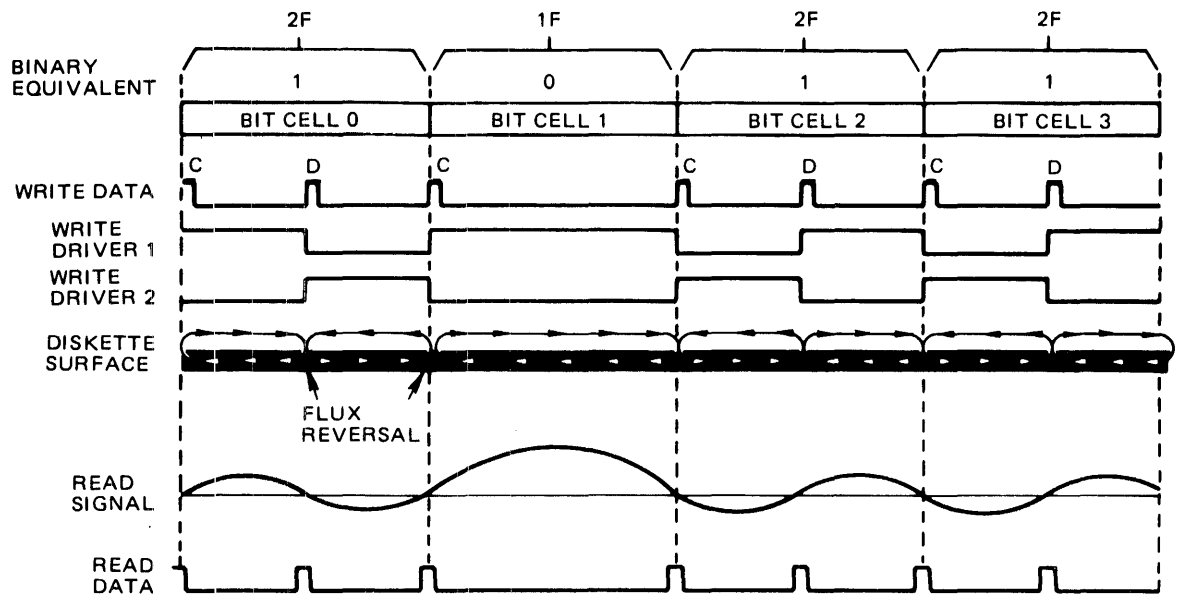 2F 1F 2F 2F
BINARY
EQUIVALENT
1 0 1 1
BIT CELL 0 BIT CELL 1 BIT CELL 2 BIT CELL 3
C D C C D C D
WRITE DATA
WRITE
DRIVER 1
WRITE
DRIVER 2
DISKETTE
SURFACE
FLUX
REVERSAL
READ
SIGNAL
READ
DATA